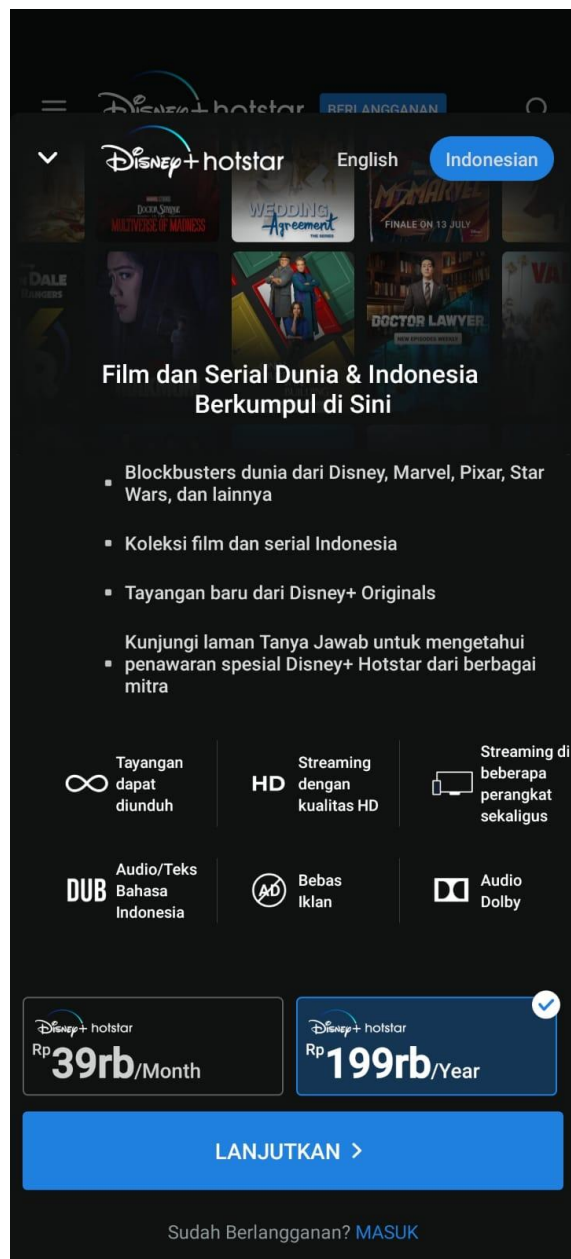 Disney+ hotstar
BERLANGGANAN
Disney+ hotstar
English
Indonesian
DOCTOR STRANGE
MULTIVERSE OF MADNESS
WEDDING
Agreement
THE SERIES
MS. MARVEL
FINALE ON 13 JULY
DALE
RANGERS
DOCTOR LAWYER
NEW EPISODES WEEKLY
VA
Film dan Serial Dunia & Indonesia
Berkumpul di Sini
▪ Blockbusters dunia dari Disney, Marvel, Pixar, Star
Wars, dan lainnya
▪ Koleksi film dan serial Indonesia
▪ Tayangan baru dari Disney+ Originals
▪ Kunjungi laman Tanya Jawab untuk mengetahui
penawaran spesial Disney+ Hotstar dari berbagai
mitra
Tayangan
dapat
diunduh
HD
Streaming
dengan
kualitas HD
Streaming di
beberapa
perangkat
sekaligus
DUB
Audio/Teks
Bahasa
Indonesia
AD
Bebas
Iklan
Audio
Dolby
Disney+ hotstar
Rp39rb/Month
Disney+ hotstar
Rp199rb/Year
LANJUTKAN >
Sudah Berlangganan? MASUK